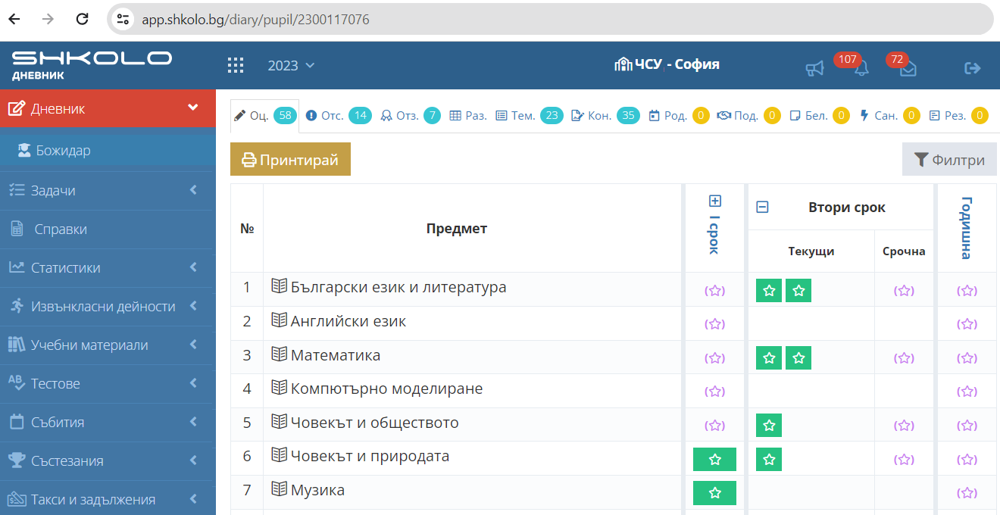 app.shkolo.bg/diary/pupil/2300117076
SHKOLO
ДНЕВНИК
2023
ЧСУ - София
107
72
Дневник
Божидар
Задачи
Справки
Статистики
Извънкласни дейности
Учебни материали
Тестове
Събития
Състезания
Такси и задължения
Оц. 58 Отс. 14 Отз. 7 Раз. Тем. 23 Кон. 35 Род. 0 Под. 0 Бел. 0 Сан. 0 Рез. 0
Принтирай
Филтри
№ Предмет I срок Втори срок Годишна
Текущи Срочна
1 Български език и литература
2 Английски език
3 Математика
4 Компютърно моделиране
5 Човекът и обществото
6 Човекът и природата
7 Музика